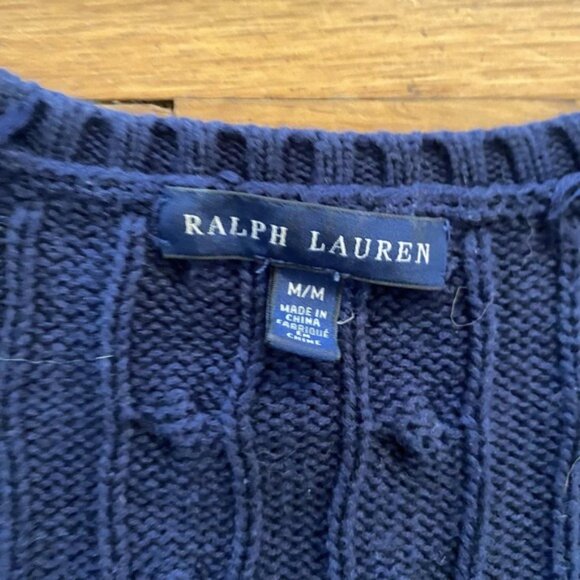 RALPH LAUREN
M/M
MADE IN
CHINA
FABRIQUÉ
EN
CHINE